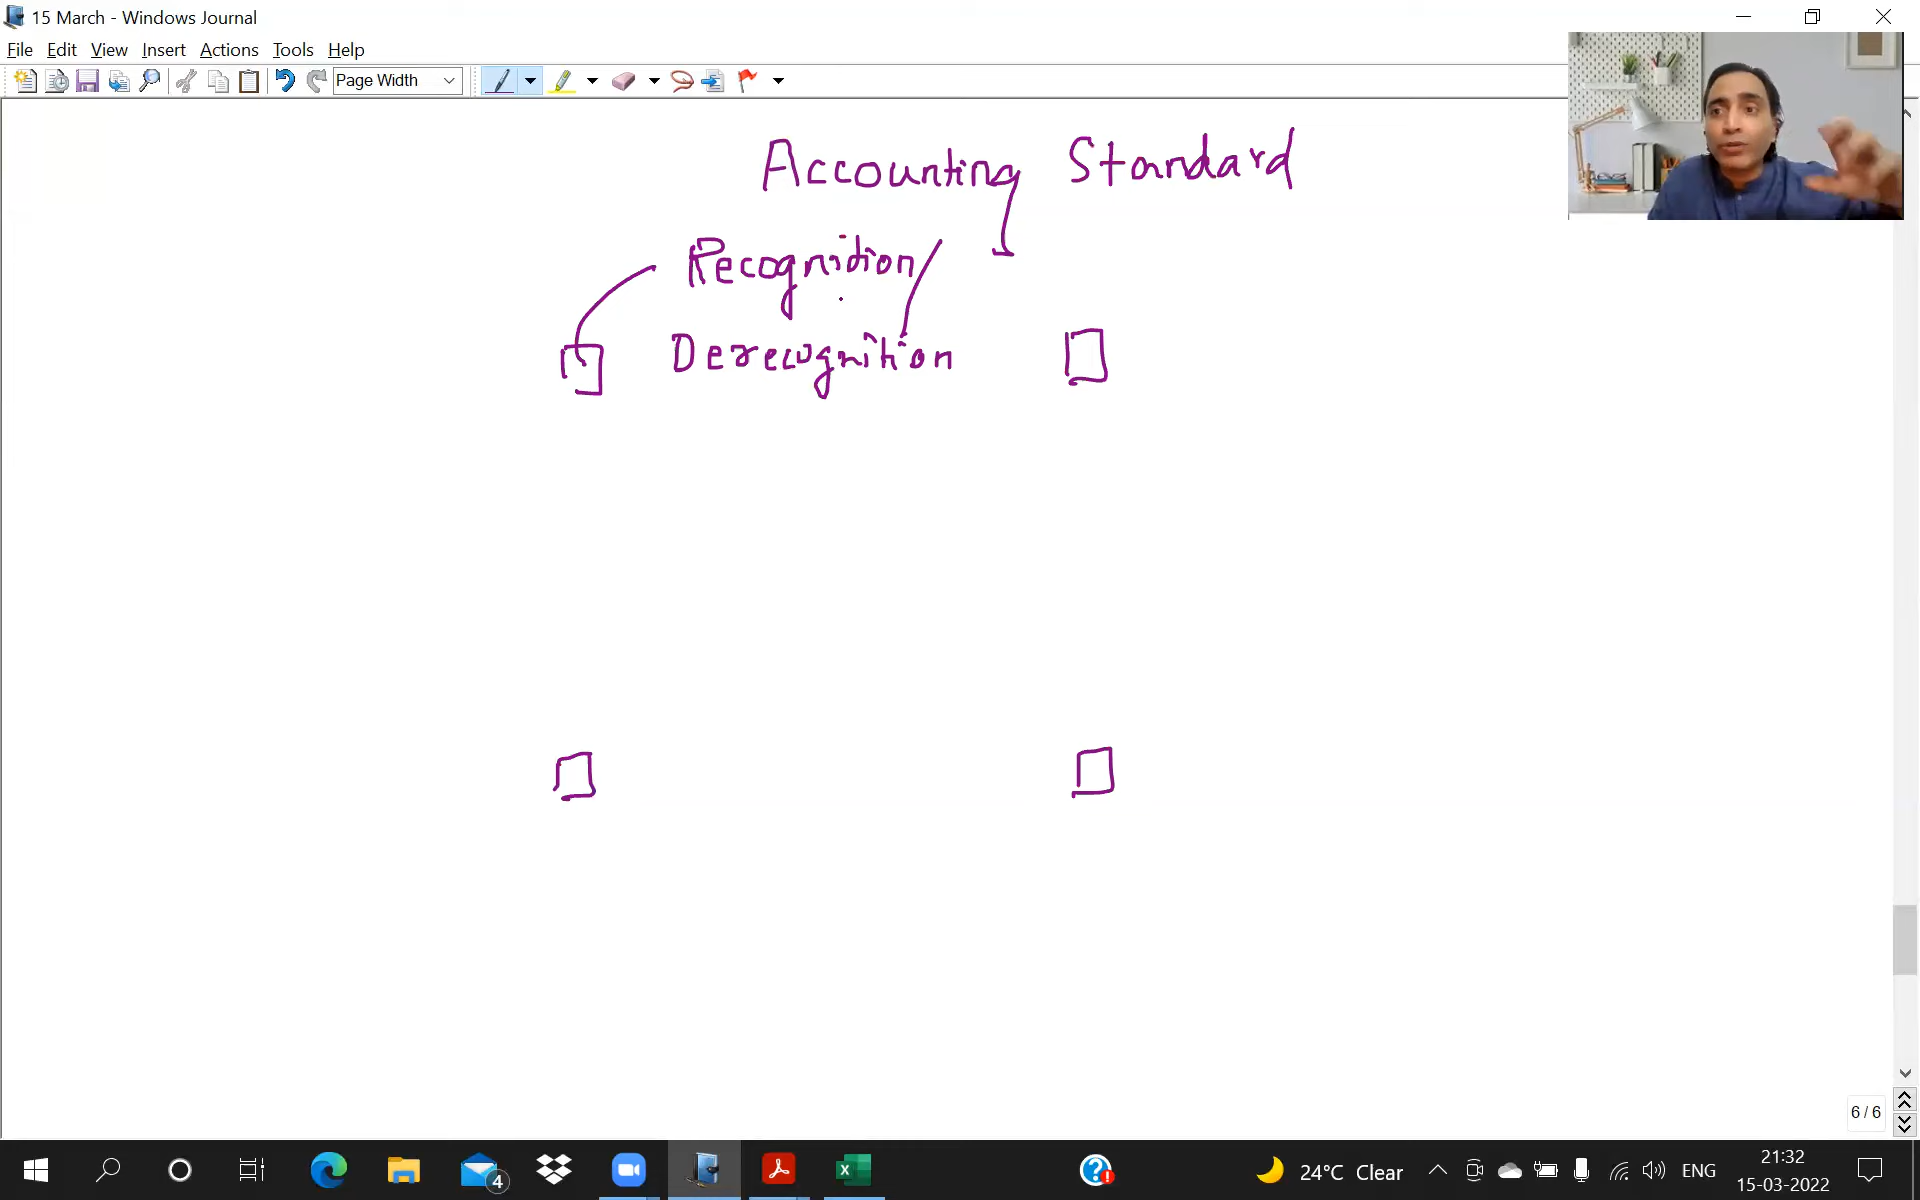 15 March - Windows Journal
File Edit View Insert Actions Tools Help
Page Width
Accounting Standard
Recognition
Derecognition
6 / 6
4
24°C Clear
ENG
21:32
15-03-2022